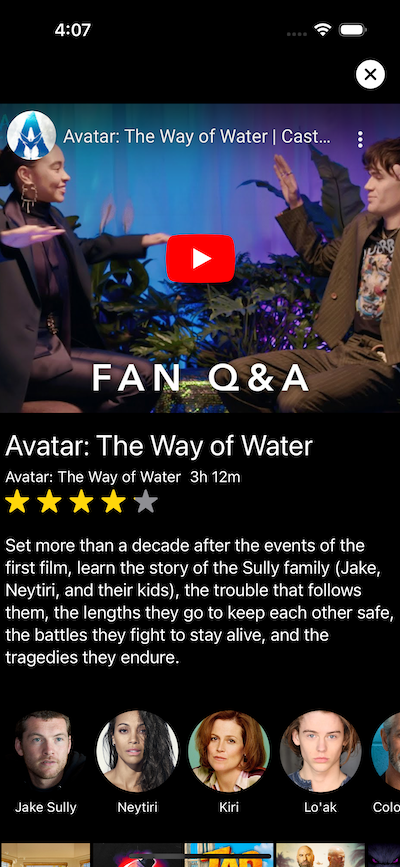 4:07
Avatar: The Way of Water | Cast...
FAN Q&A
Avatar: The Way of Water
Avatar: The Way of Water 3h 12m
Set more than a decade after the events of the
first film, learn the story of the Sully family (Jake,
Neytiri, and their kids), the trouble that follows
them, the lengths they go to keep each other safe,
the battles they fight to stay alive, and the
tragedies they endure.
Jake Sully Neytiri Kiri Lo'ak Colo